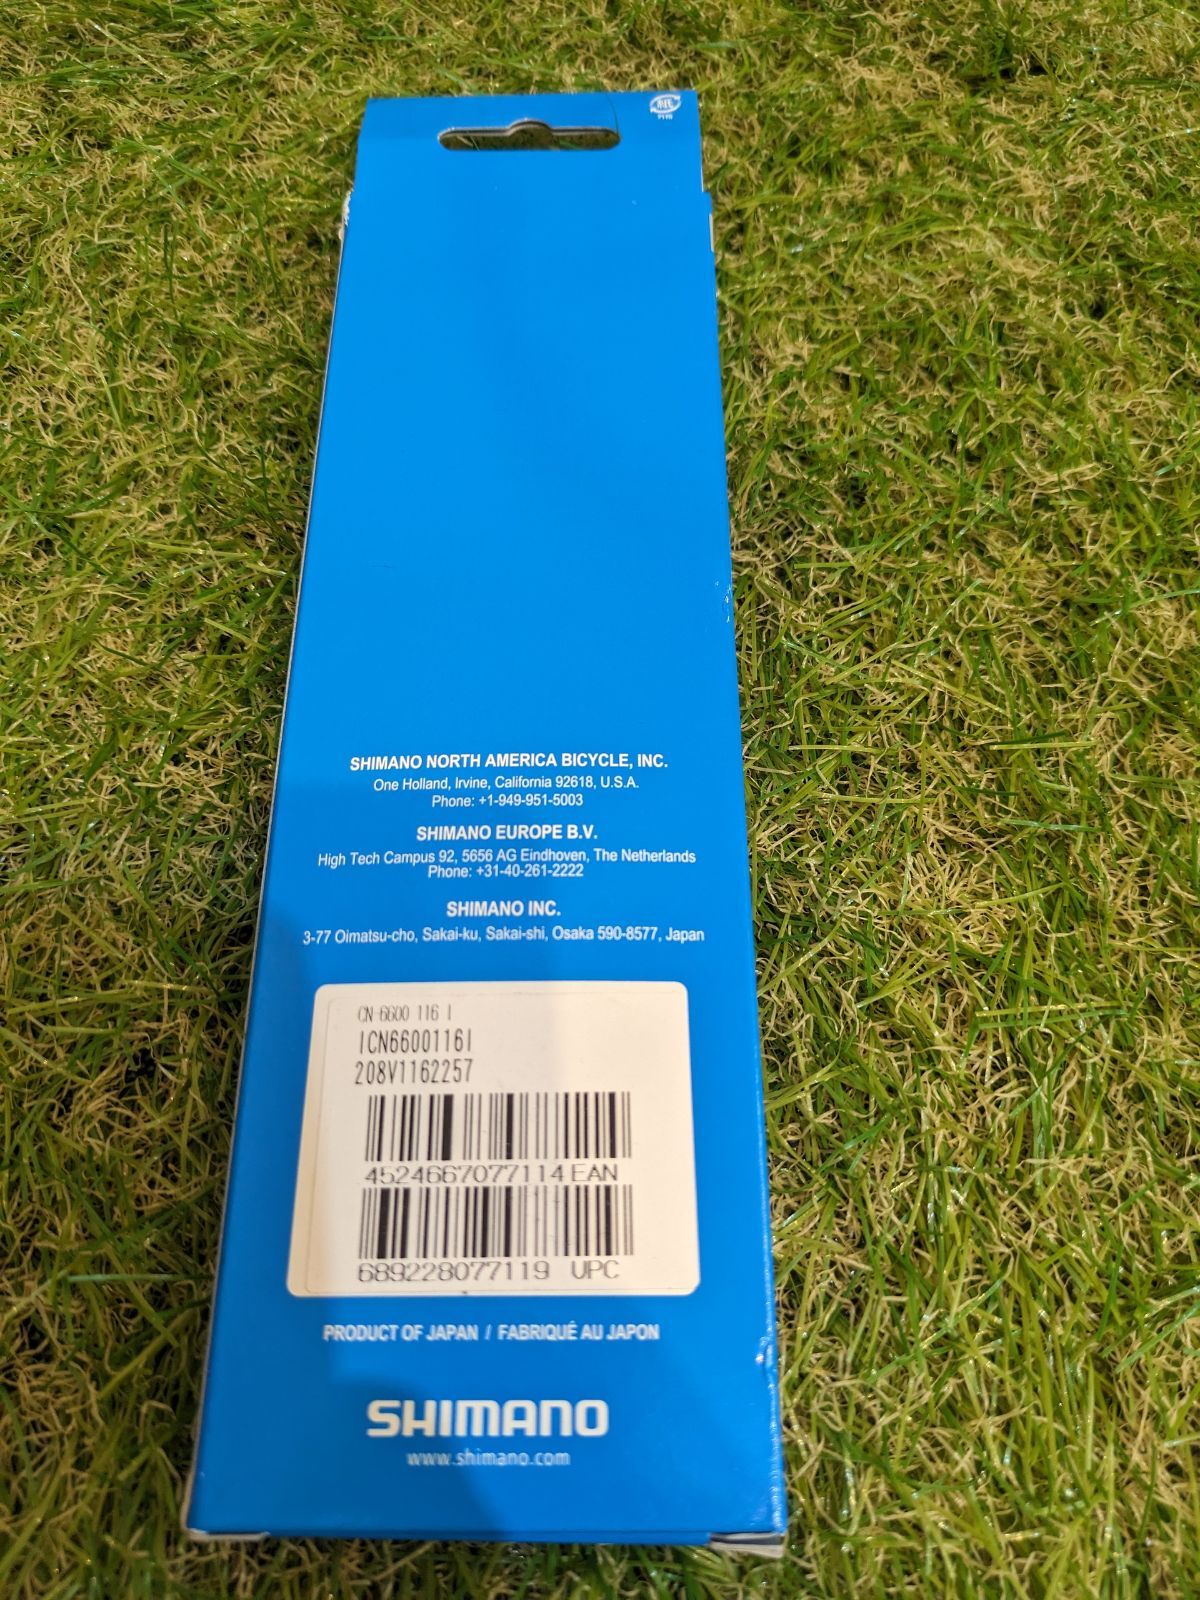 紙
SHIMANO NORTH AMERICA BICYCLE, INC.
One Holland, Irvine, California 92618, U.S.A.
Phone: +1-949-951-5003
SHIMANO EUROPE B.V.
High Tech Campus 92, 5656 AG Eindhoven, The Netherlands
Phone: +31-40-261-2222
SHIMANO INC.
3-77 Oimatsu-cho, Sakai-ku, Sakai-shi, Osaka 590-8577, Japan
CN-6600 116 I
ICN6600116I
208V1162257
4524667077114 EAN
689228077119 UPC
PRODUCT OF JAPAN / FABRIQUÉ AU JAPON
SHIMANO
www.shimano.com